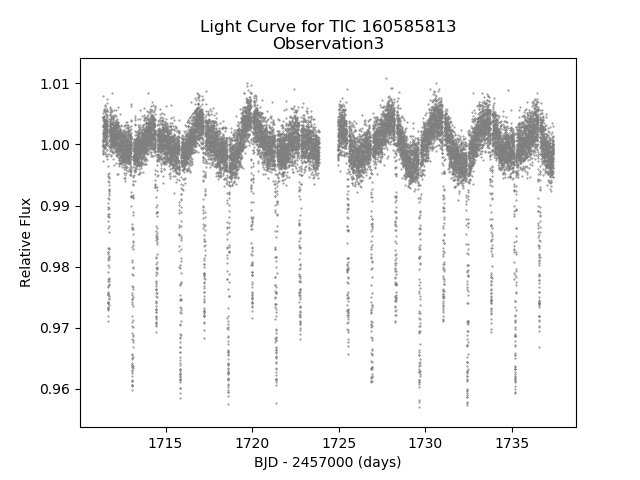 Light Curve for TIC 160585813
Observation3
1.01
1.00
0.99
0.98
0.97
0.96
Relative Flux
1715
1720
1725
1730
1735
BJD - 2457000 (days)